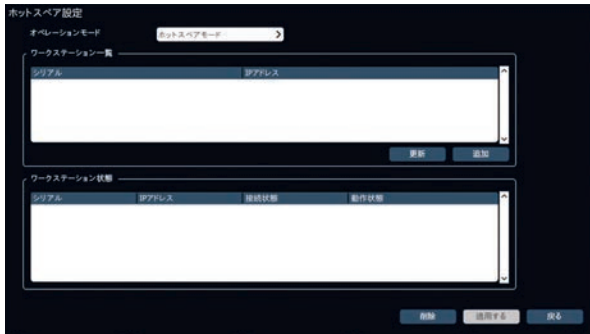 ホットスペア設定
オペレーションモード ホットスペアモード >
ワークステーション一覧
シリアル IPアドレス
更新 追加
ワークステーション状態
シリアル IPアドレス 接続状態 動作状態
削除 適用する 戻る